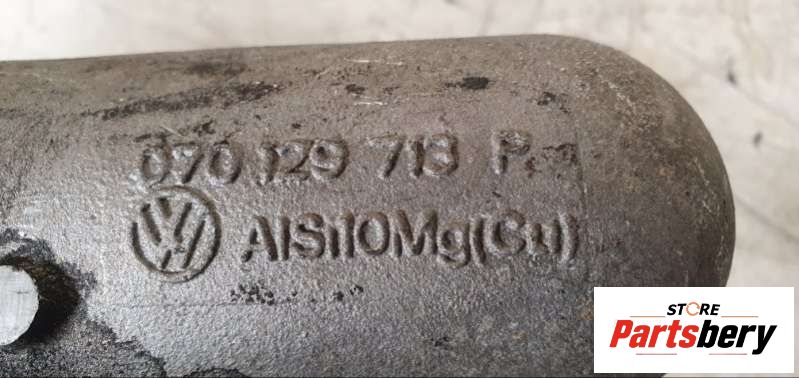 070 129 713 P
VW AlSi10Mg(Cu)
STORE
Partsbery